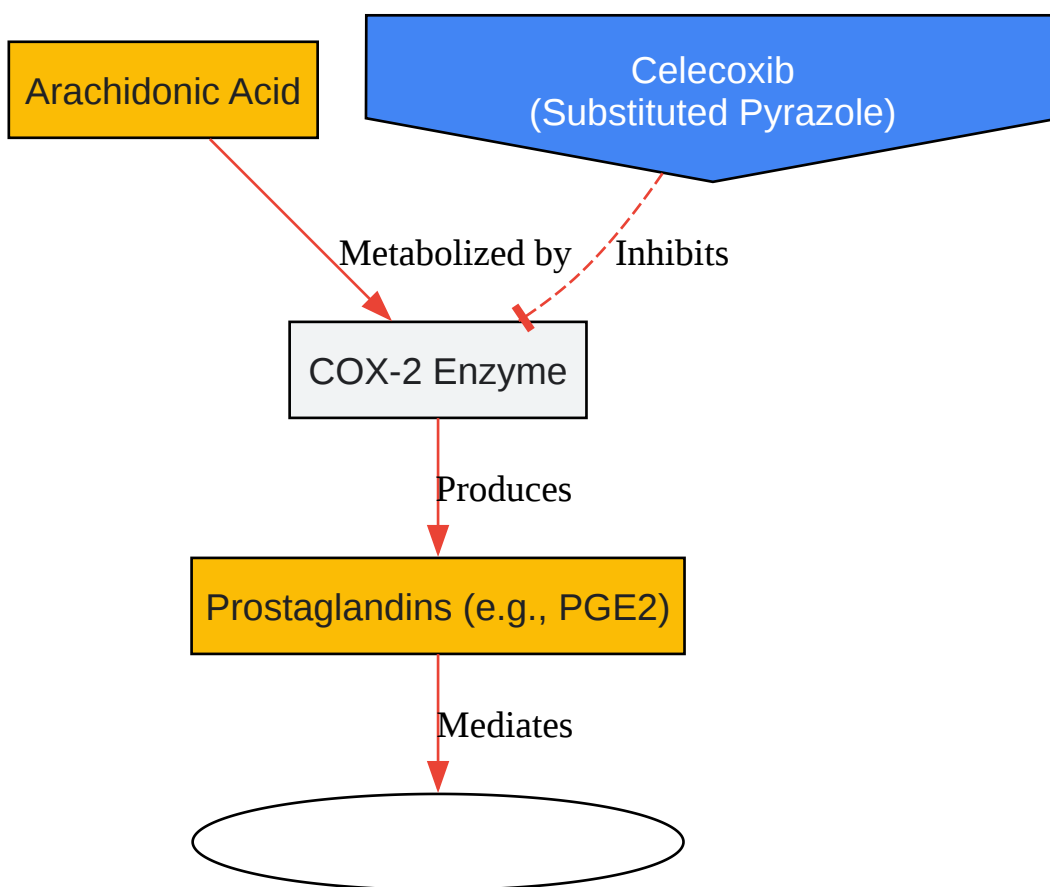 Arachidonic Acid
Celecoxib
(Substituted Pyrazole)
Metabolized by
Inhibits
COX-2 Enzyme
Produces
Prostaglandins (e.g., PGE2)
Mediates